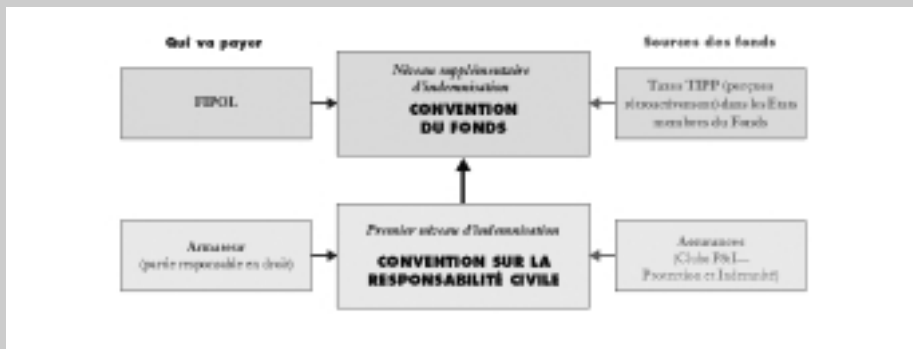 Qui va payer
Sources des fonds
FIPOL
Niveau supplémentaire
d'indemnisation
CONVENTION
DU FONDS
Taxes TIPP (perçues
rétroactivement) dans les Etats
membres du Fonds
Armateur
(partie responsable en droit)
Premier niveau d'indemnisation
CONVENTION SUR LA
RESPONSABILITÉ CIVILE
Assurances
(Clubs P&I—
Protection et Indemnité)